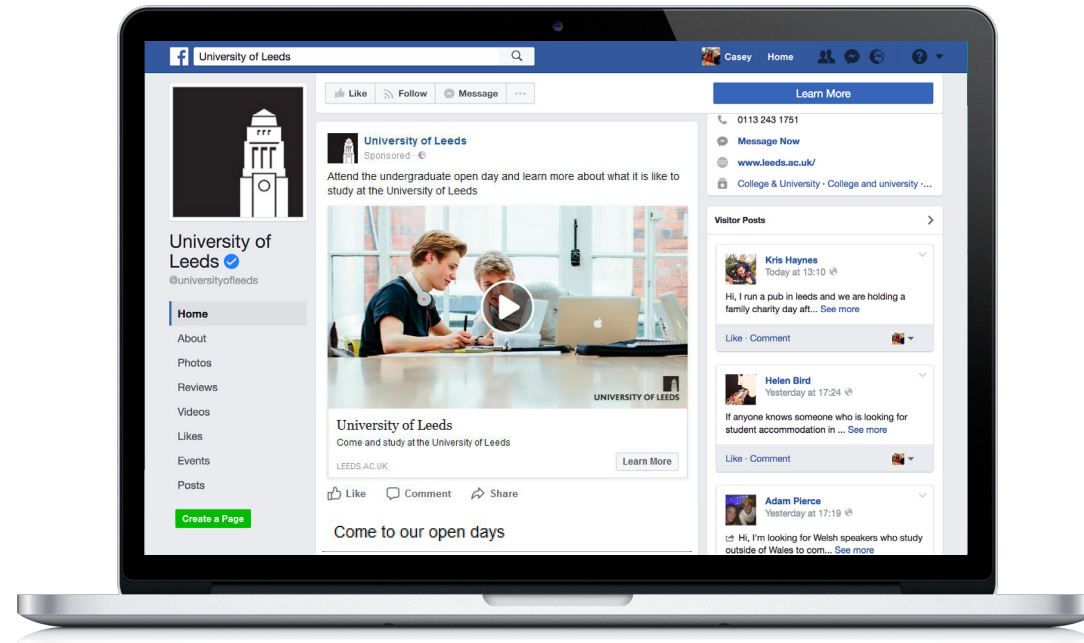 University of Leeds
Casey Home
Like Follow Message ...
Learn More
University of
Leeds
@universityofleeds
Home
About
Photos
Reviews
Videos
Likes
Events
Posts
Create a Page
University of Leeds
Sponsored ·
Attend the undergraduate open day and learn more about what it is like to
study at the University of Leeds
UNIVERSITY OF LEEDS
University of Leeds
Come and study at the University of Leeds
LEEDS.AC.UK
Learn More
Like Comment Share
Come to our open days
0113 243 1751
Message Now
www.leeds.ac.uk/
College & University · College and university ·...
Visitor Posts
Kris Haynes
Today at 13:10
Hi, I run a pub in leeds and we are holding a
family charity day aft... See more
Like · Comment
Helen Bird
Yesterday at 17:24
If anyone knows someone who is looking for
student accommodation in ... See more
Like · Comment
Adam Pierce
Yesterday at 17:19
Hi, I'm looking for Welsh speakers who study
outside of Wales to com... See more